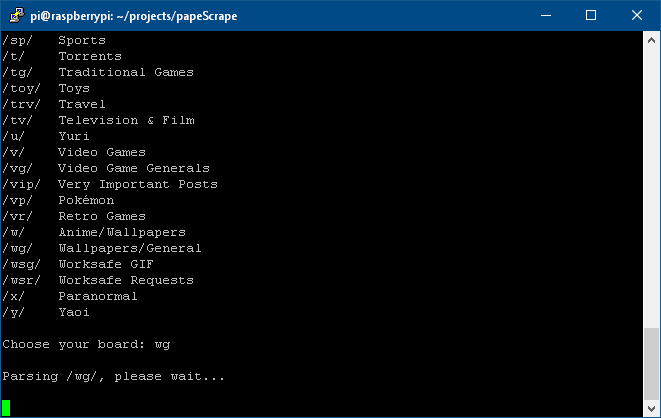 pi@raspberrypi: ~/projects/papeScrape
/sp/ Sports
/t/ Torrents
/tg/ Traditional Games
/toy/ Toys
/trv/ Travel
/tv/ Television & Film
/u/ Yuri
/v/ Video Games
/vg/ Video Game Generals
/vip/ Very Important Posts
/vp/ Pokémon
/vr/ Retro Games
/w/ Anime/Wallpapers
/wg/ Wallpapers/General
/wsg/ Worksafe GIF
/wsr/ Worksafe Requests
/x/ Paranormal
/y/ Yaoi
Choose your board: wg
Parsing /wg/, please wait...